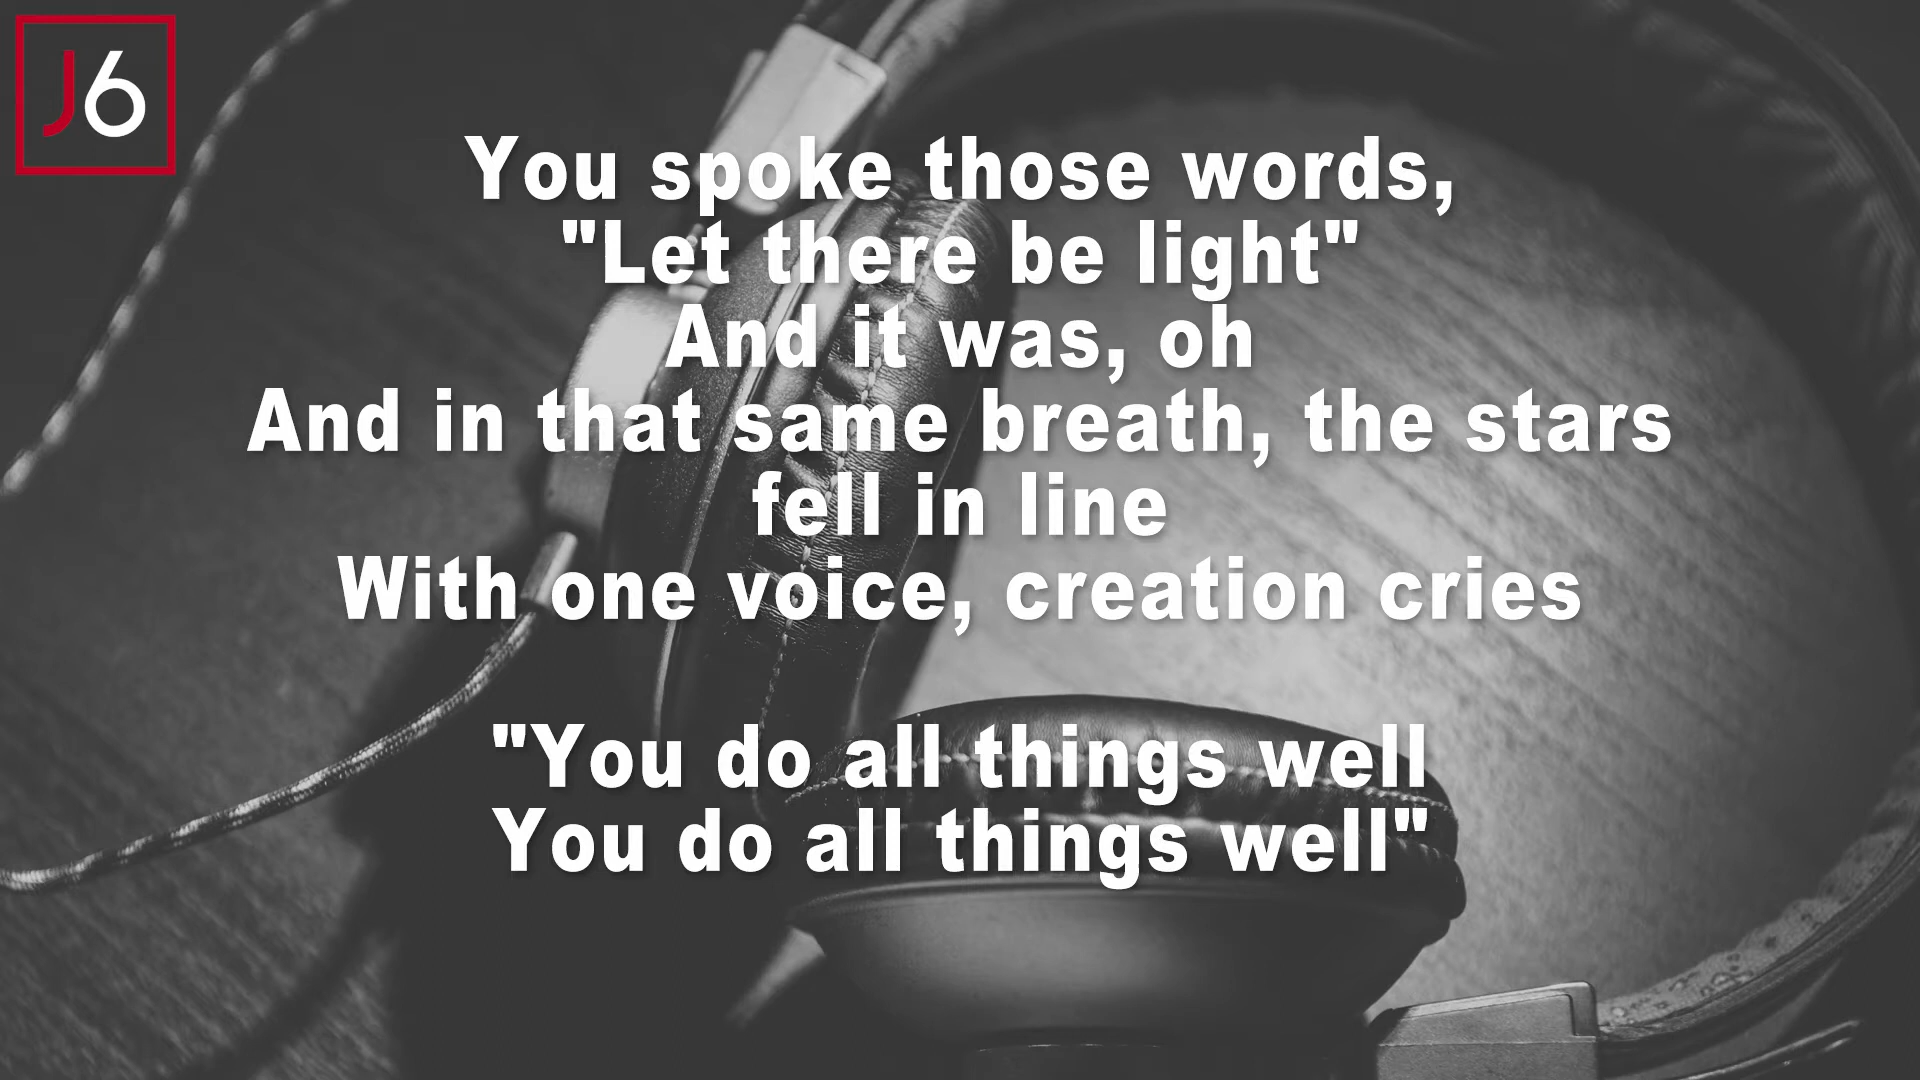 J6
You spoke those words,
"Let there be light"
And it was, oh
And in that same breath, the stars
fell in line
With one voice, creation cries
"You do all things well
You do all things well"